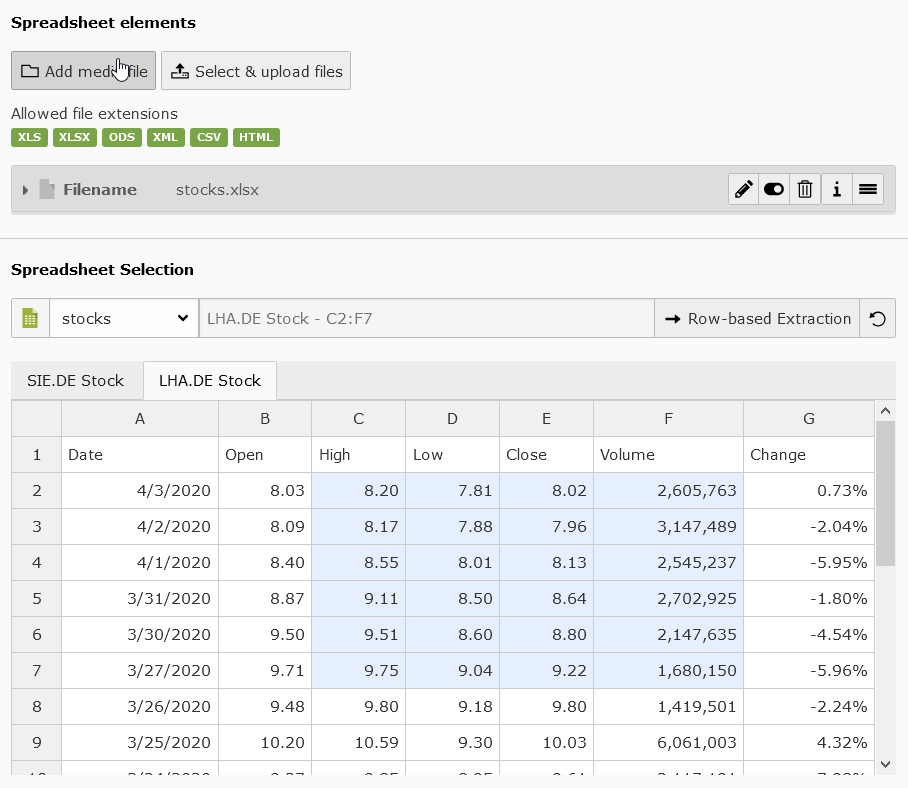 Spreadsheet elements
Add media file Select & upload files
Allowed file extensions
XLS XLSX ODS XML CSV HTML
Filename stocks.xlsx
Spreadsheet Selection
stocks LHA.DE Stock - C2:F7 Row-based Extraction
SIE.DE Stock LHA.DE Stock
A B C D E F G
1 Date Open High Low Close Volume Change
2 4/3/2020 8.03 8.20 7.81 8.02 2,605,763 0.73%
3 4/2/2020 8.09 8.17 7.88 7.96 3,147,489 -2.04%
4 4/1/2020 8.40 8.55 8.01 8.13 2,545,237 -5.95%
5 3/31/2020 8.87 9.11 8.50 8.64 2,702,925 -1.80%
6 3/30/2020 9.50 9.51 8.60 8.80 2,147,635 -4.54%
7 3/27/2020 9.71 9.75 9.04 9.22 1,680,150 -5.96%
8 3/26/2020 9.48 9.80 9.18 9.80 1,419,501 -2.24%
9 3/25/2020 10.20 10.59 9.30 10.03 6,061,003 4.32%